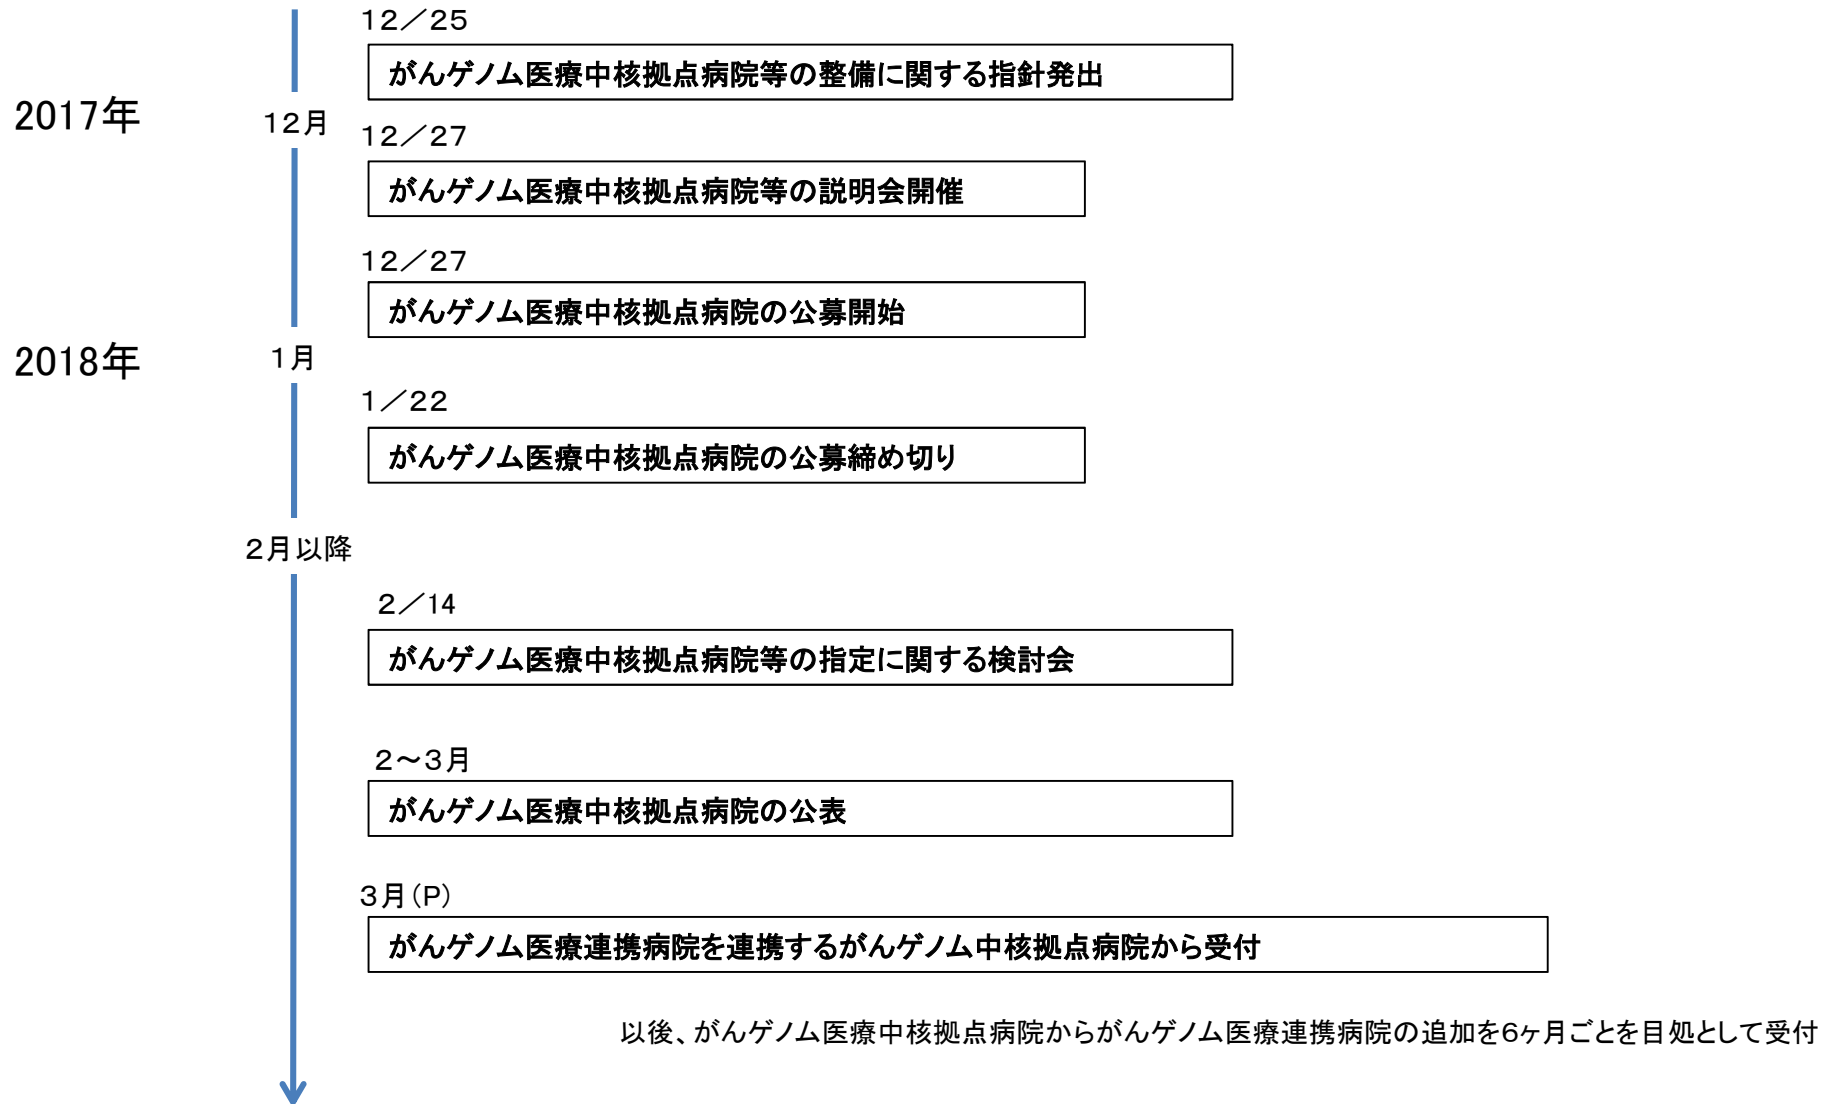 12／25
がんゲノム医療中核拠点病院等の整備に関する指針発出
2017年
12月
12／27
がんゲノム医療中核拠点病院等の説明会開催
12／27
がんゲノム医療中核拠点病院の公募開始
2018年
1月
1／22
がんゲノム医療中核拠点病院の公募締め切り
2月以降
2／14
がんゲノム医療中核拠点病院等の指定に関する検討会
2～3月
がんゲノム医療中核拠点病院の公表
3月（P）
がんゲノム医療連携病院を連携するがんゲノム中核拠点病院から受付
以後、がんゲノム医療中核拠点病院からがんゲノム医療連携病院の追加を6ヶ月ごとを目処として受付